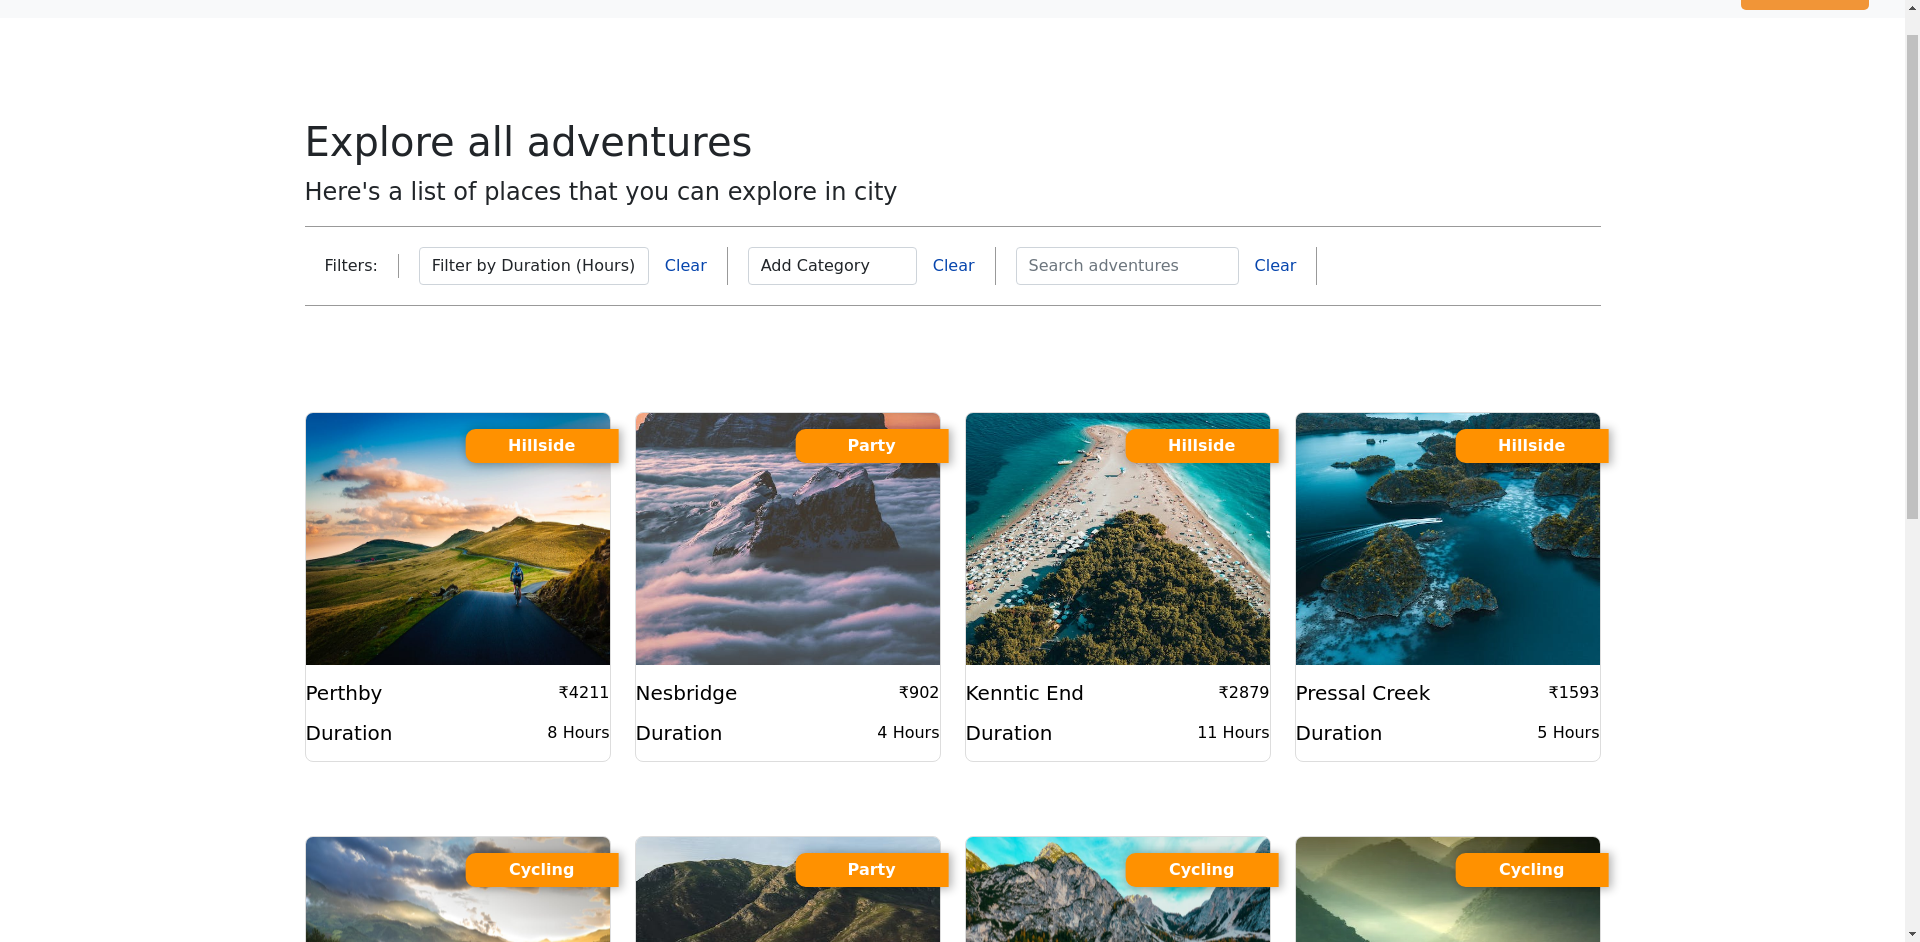 Explore all adventures
Here's a list of places that you can explore in city
Filters: Filter by Duration (Hours) Clear Add Category Clear Search adventures Clear
Hillside Party Hillside Hillside
Perthby ₹4211 Nesbridge ₹902 Kenntic End ₹2879 Pressal Creek ₹1593
Duration 8 Hours Duration 4 Hours Duration 11 Hours Duration 5 Hours
Cycling Party Cycling Cycling